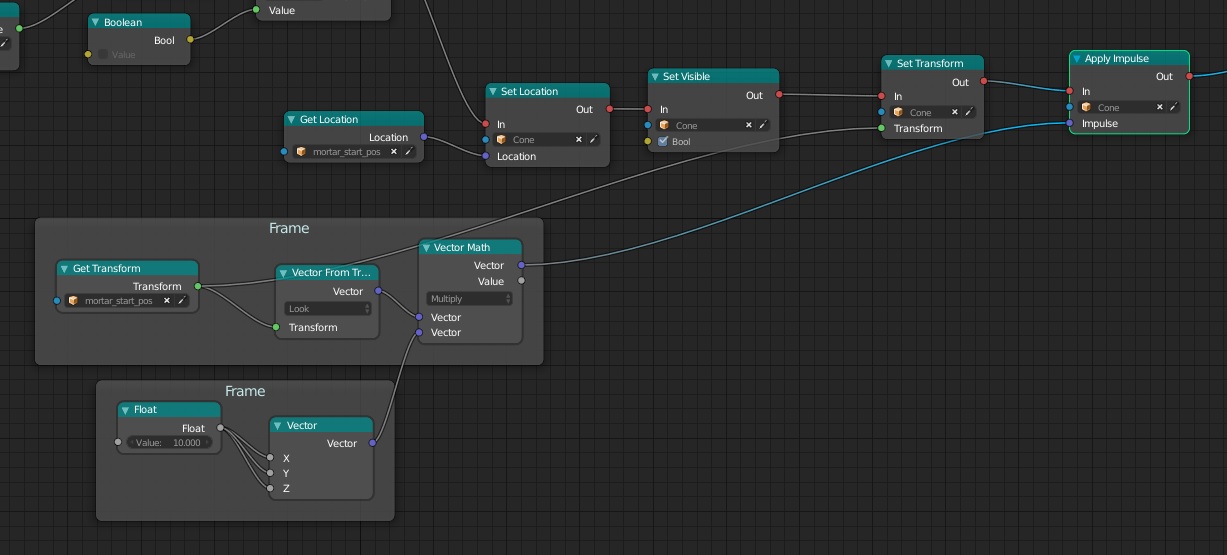 Value
Boolean
Bool
Value
Get Location
Location
mortar_start_pos
Set Location
Out
In
Cone
Location
Set Visible
Out
In
Cone
Bool
Set Transform
Out
In
Cone
Transform
Apply Impulse
Out
In
Cone
Impulse
Frame
Get Transform
Transform
mortar_start_pos
Vector From Tr...
Vector
Look
Transform
Vector Math
Vector
Value
Multiply
Vector
Vector
Frame
Float
Float
Value: 10.000
Vector
Vector
X
Y
Z